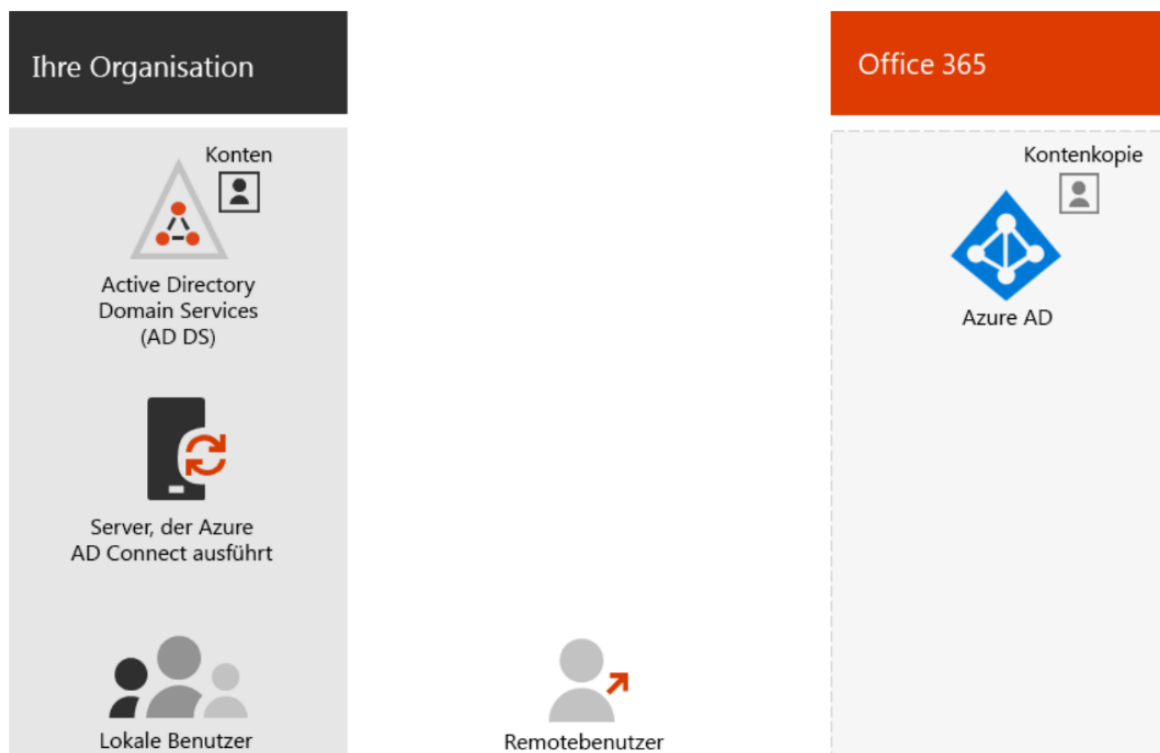 Ihre Organisation
Office 365
Konten
Active Directory
Domain Services
(AD DS)
Server, der Azure
AD Connect ausführt
Lokale Benutzer
Remotebenutzer
Kontenkopie
Azure AD